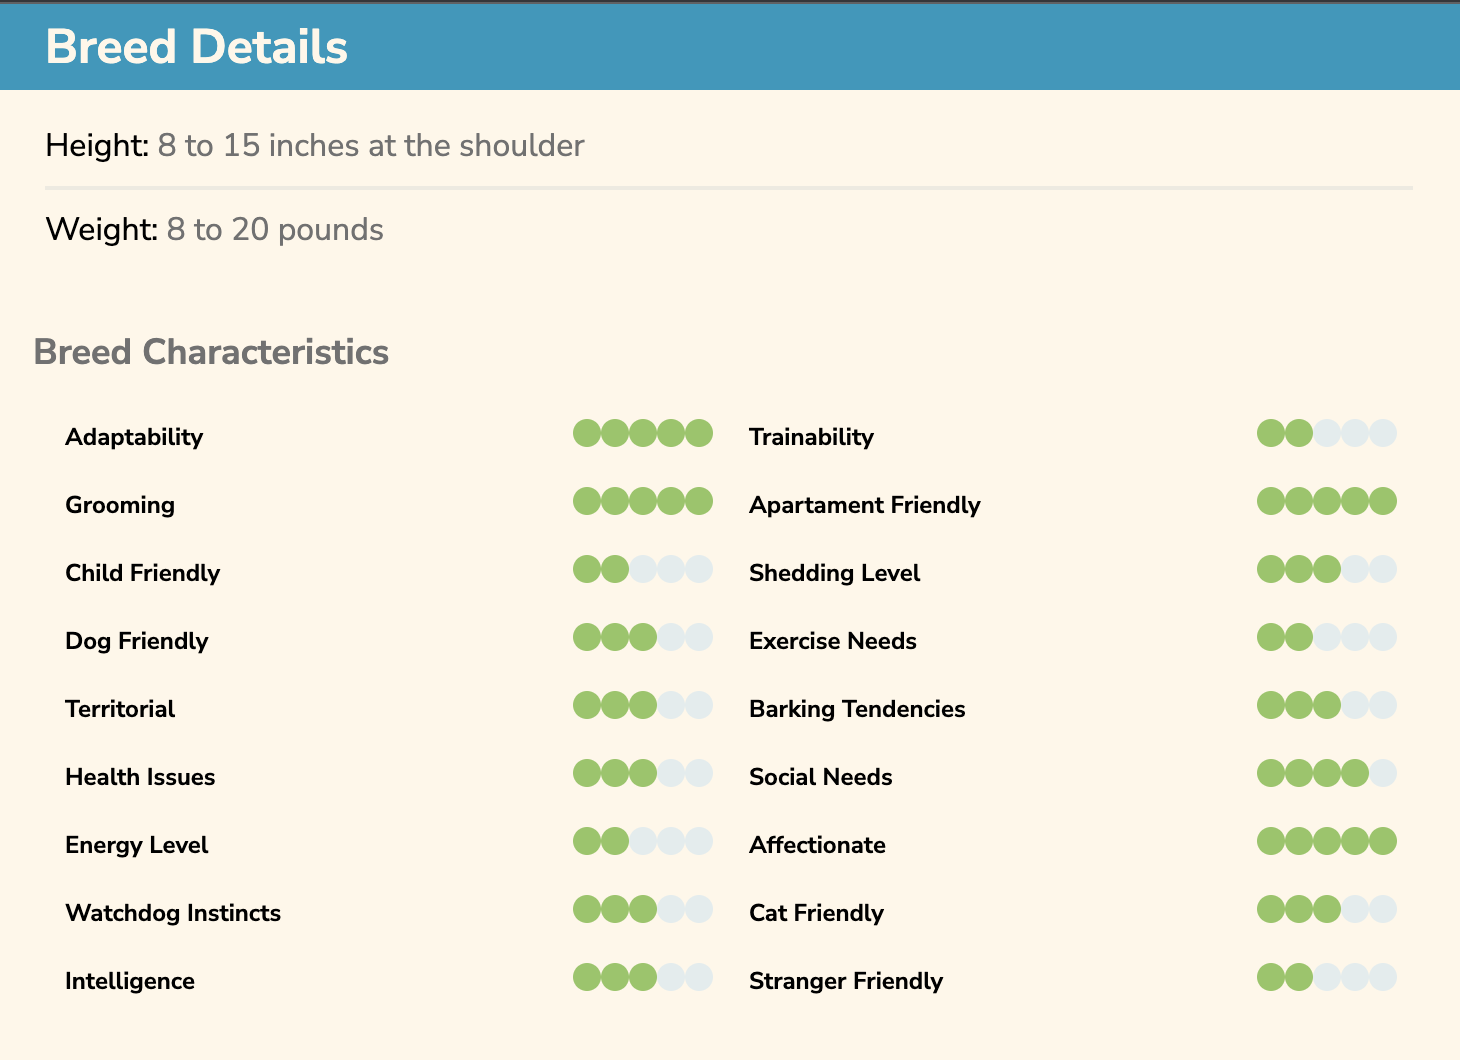 Breed Details
Height: 8 to 15 inches at the shoulder
Weight: 8 to 20 pounds
Breed Characteristics
Adaptability
Trainability
Grooming
Apartament Friendly
Child Friendly
Shedding Level
Dog Friendly
Exercise Needs
Territorial
Barking Tendencies
Health Issues
Social Needs
Energy Level
Affectionate
Watchdog Instincts
Cat Friendly
Intelligence
Stranger Friendly